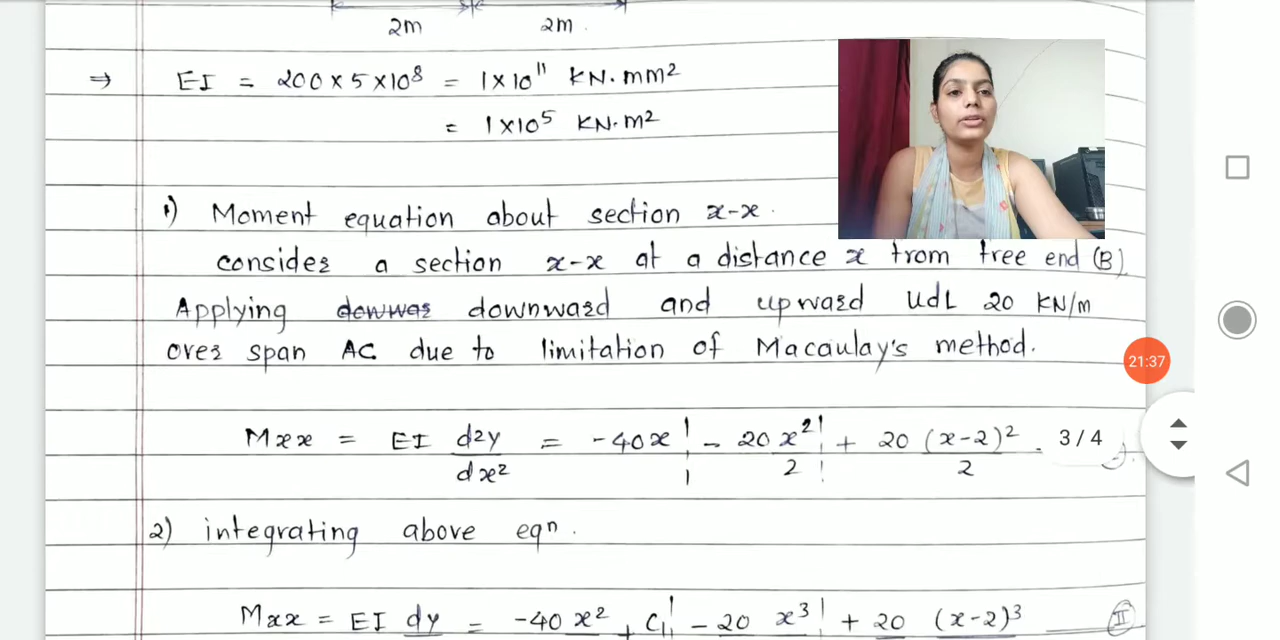 2m 2m
⇒ EI = 200 × 5 × 10⁸ = 1 × 10¹¹ KN·mm²
= 1 × 10⁵ KN·m²
1) Moment equation about section x-x.
consider a section x-x at a distance x from free end (B)
Applying downward and upward UdL 20 KN/m
over span AC due to limitation of Macaulay's method.
Mxx = EI d²y/dx² = -40x ¦ - 20 x²/2 ¦ + 20 (x-2)²/2 .
3/4
21:37
2) integrating above eqⁿ.
Mxx = EI dy = -40 x² + C₁ ¦ - 20 x³ ¦ + 20 (x-2)³ II